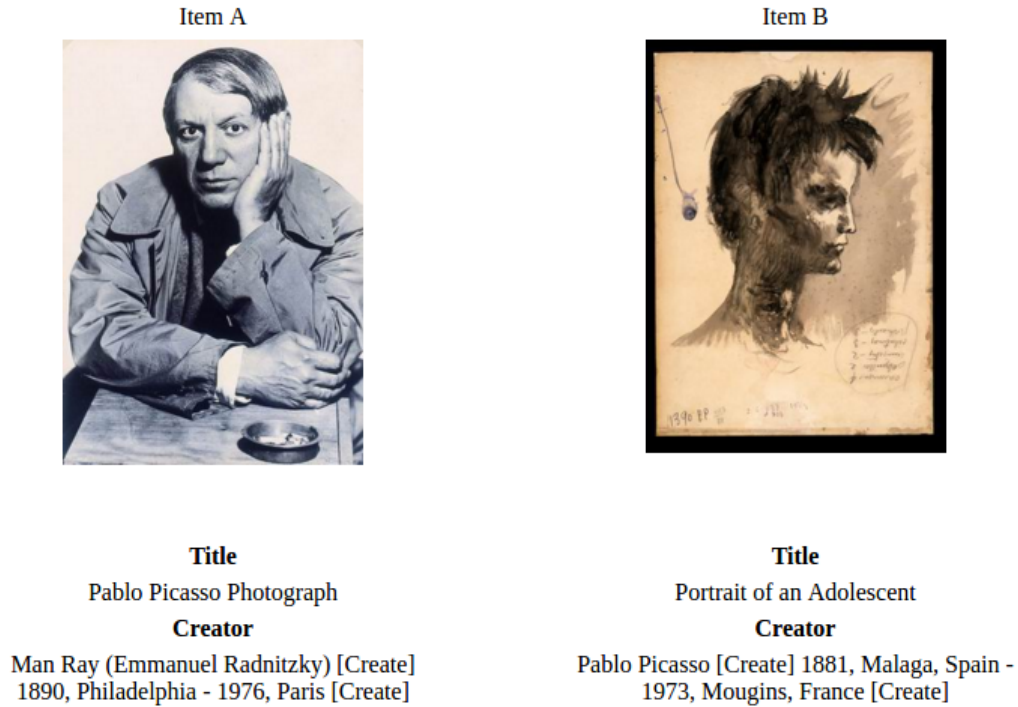 Item A
Item B
Title
Pablo Picasso Photograph
Creator
Man Ray (Emmanuel Radnitzky) [Create]
1890, Philadelphia - 1976, Paris [Create]
Title
Portrait of an Adolescent
Creator
Pablo Picasso [Create] 1881, Malaga, Spain -
1973, Mougins, France [Create]